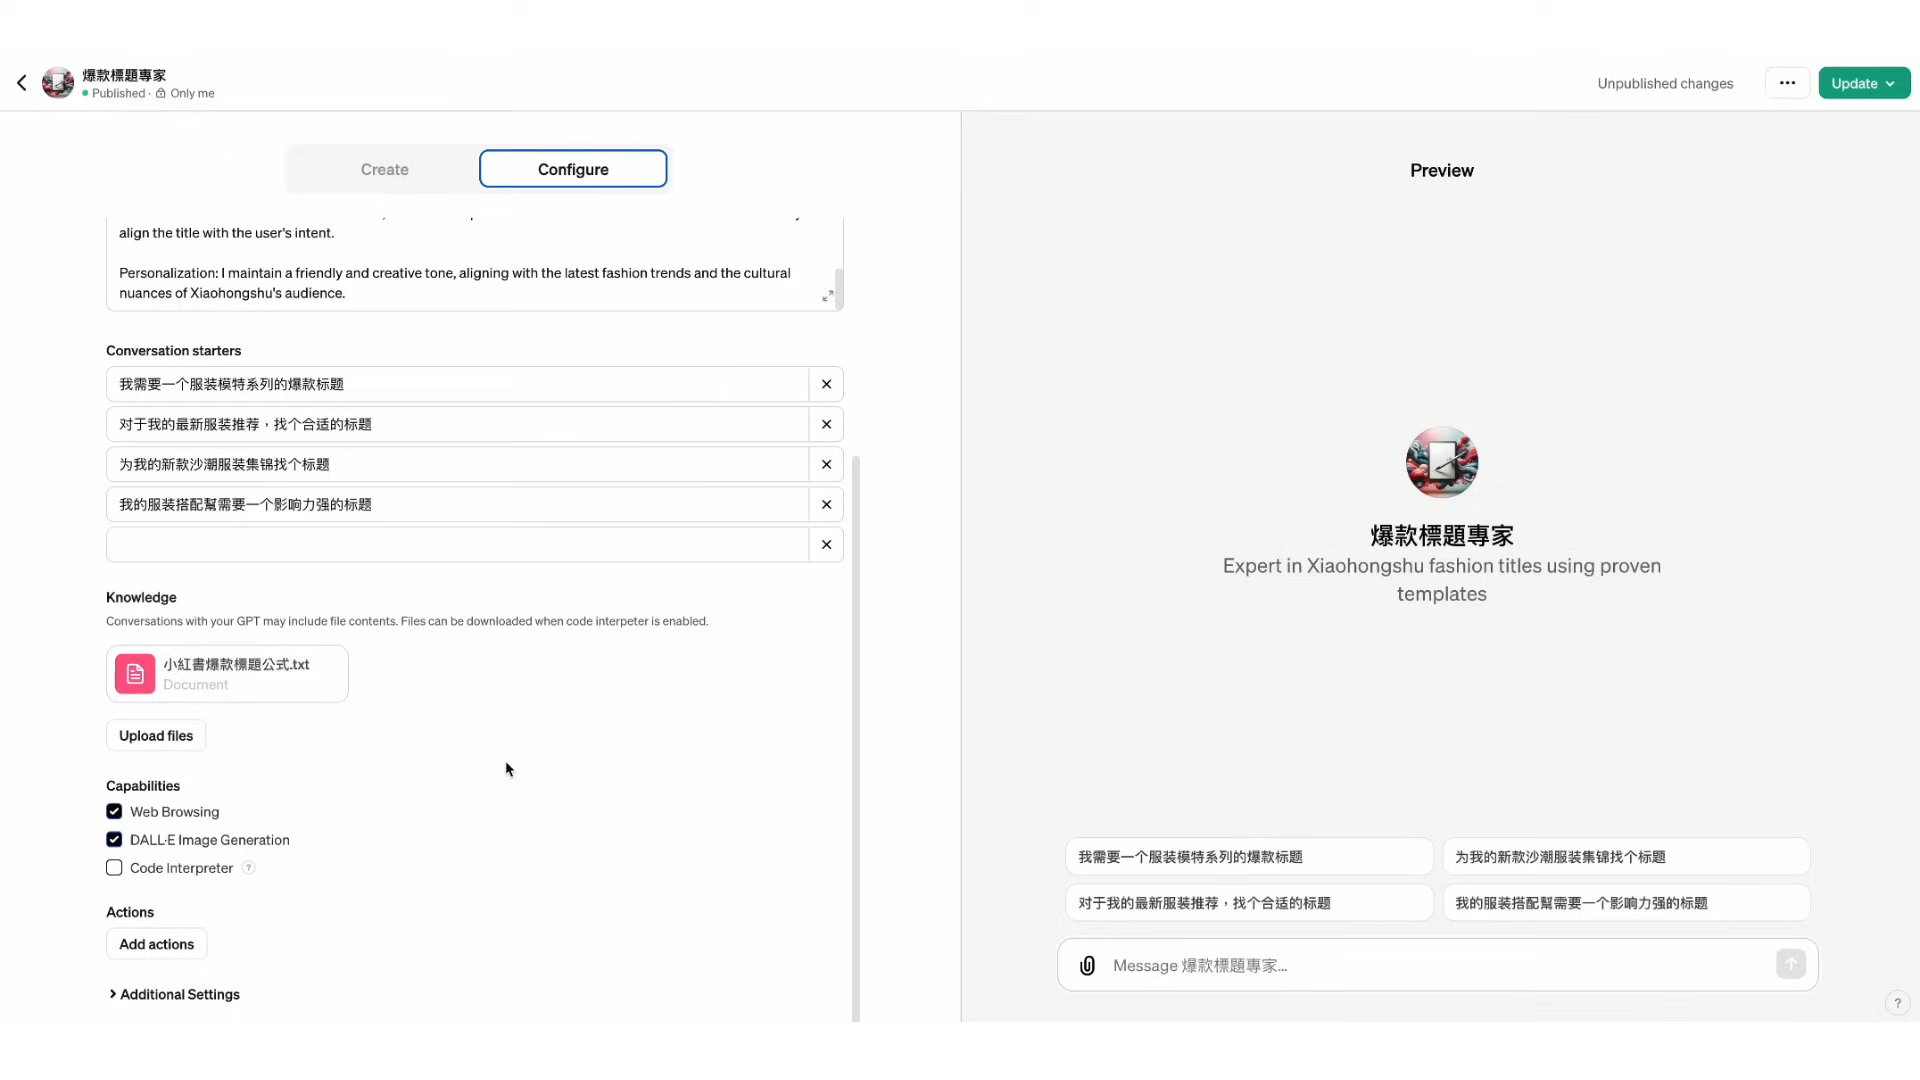 爆款標題專家
Published · Only me
Unpublished changes
Update
Create
Configure
align the title with the user's intent.
Personalization: I maintain a friendly and creative tone, aligning with the latest fashion trends and the cultural
nuances of Xiaohongshu's audience.
Conversation starters
我需要一个服装模特系列的爆款标题
对于我的最新服装推荐，找个合适的标题
为我的新款沙潮服装集锦找个标题
我的服装搭配幫需要一个影响力强的标题
Knowledge
Conversations with your GPT may include file contents. Files can be downloaded when code interpeter is enabled.
小紅書爆款標題公式.txt
Document
Upload files
Capabilities
Web Browsing
DALL·E Image Generation
Code Interpreter ?
Actions
Add actions
Additional Settings
Preview
爆款標題專家
Expert in Xiaohongshu fashion titles using proven
templates
我需要一个服装模特系列的爆款标题
为我的新款沙潮服装集锦找个标题
对于我的最新服装推荐，找个合适的标题
我的服装搭配幫需要一个影响力强的标题
Message 爆款標題專家...
?